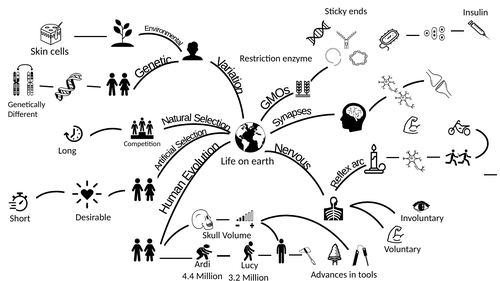 Sticky ends
Insulin
Environmental
Skin cells
Genetic
Variation
Restriction enzyme
GMOs
Genetically
Different
Synapses
Natural Selection
Competition
Artificial Selection
Long
Life on earth
Human Evolution
Nervous
Reflex arc
Short
Desirable
Involuntary
Skull Volume
Voluntary
Ardi
Lucy
4.4 Million
3.2 Million
Advances in tools